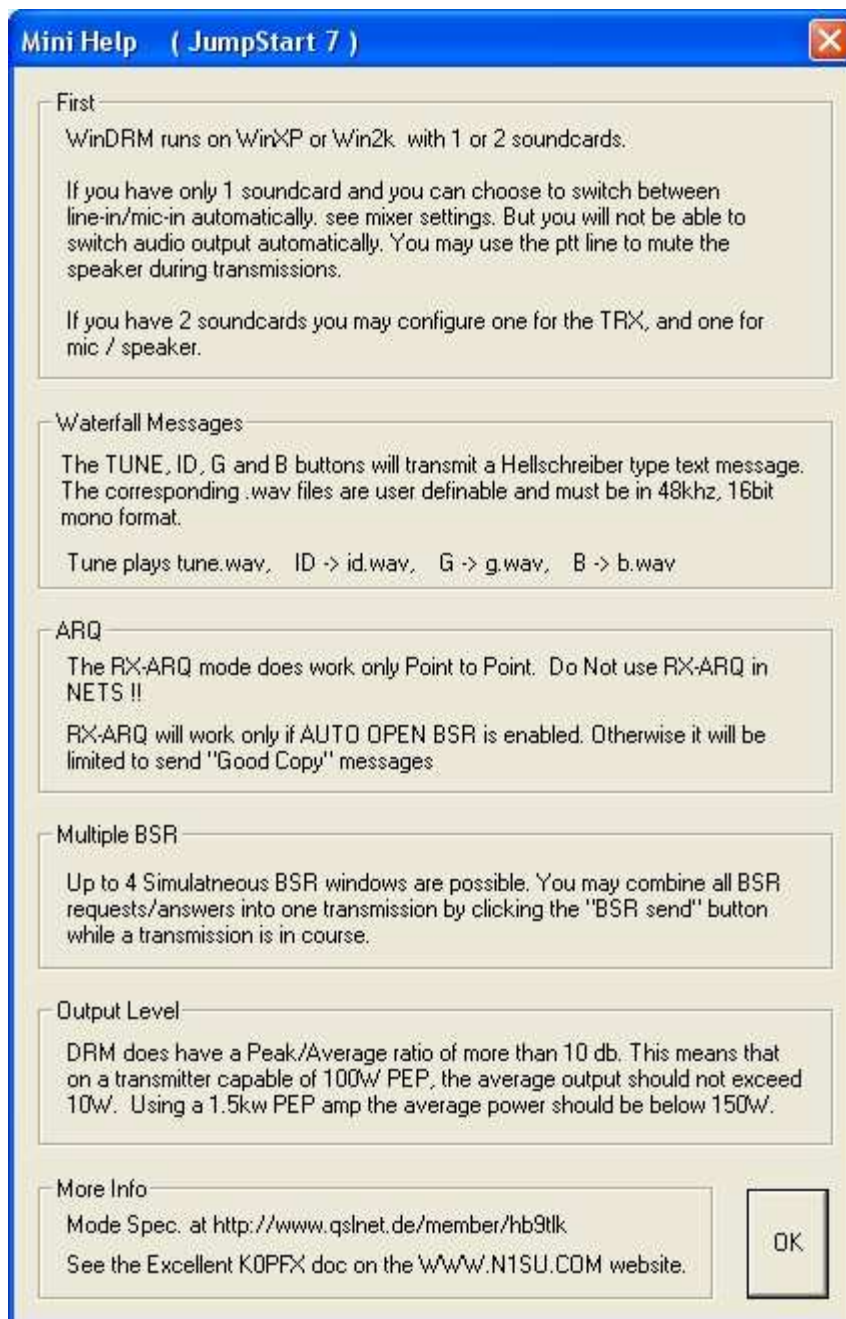 Mini Help ( JumpStart 7 )
First
WinDRM runs on WinXP or Win2k with 1 or 2 soundcards.
If you have only 1 soundcard and you can choose to switch between
line-in/mic-in automatically. see mixer settings. But you will not be able to
switch audio output automatically. You may use the ptt line to mute the
speaker during transmissions.
If you have 2 soundcards you may configure one for the TRX, and one for
mic / speaker.
Waterfall Messages
The TUNE, ID, G and B buttons will transmit a Hellschreiber type text message.
The corresponding .wav files are user definable and must be in 48khz, 16bit
mono format.
Tune plays tune.wav, ID -> id.wav, G -> g.wav, B -> b.wav
ARQ
The RX-ARQ mode does work only Point to Point. Do Not use RX-ARQ in
NETS !!
RX-ARQ will work only if AUTO OPEN BSR is enabled. Otherwise it will be
limited to send "Good Copy" messages
Multiple BSR
Up to 4 Simulatneous BSR windows are possible. You may combine all BSR
requests/answers into one transmission by clicking the "BSR send" button
while a transmission is in course.
Output Level
DRM does have a Peak/Average ratio of more than 10 db. This means that
on a transmitter capable of 100W PEP, the average output should not exceed
10W. Using a 1.5kw PEP amp the average power should be below 150W.
More Info
Mode Spec. at http://www.qslnet.de/member/hb9tlk
See the Excellent K0PFX doc on the WWW.N1SU.COM website.
OK